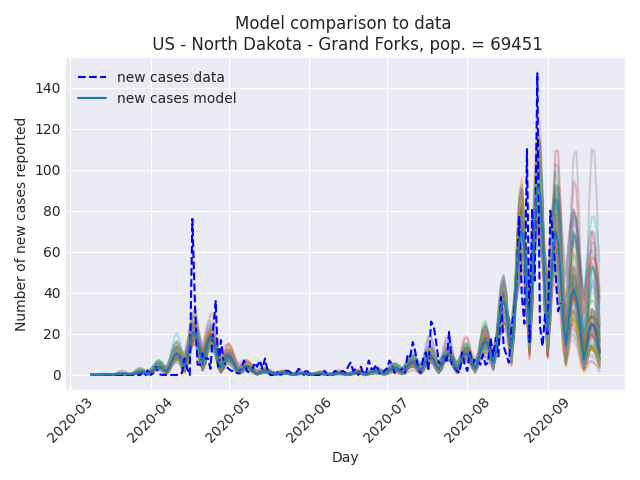 Model comparison to data
US - North Dakota - Grand Forks, pop. = 69451
new cases data
new cases model
Number of new cases reported
140
120
100
80
60
40
20
0
2020-03
2020-04
2020-05
2020-06
2020-07
2020-08
2020-09
Day